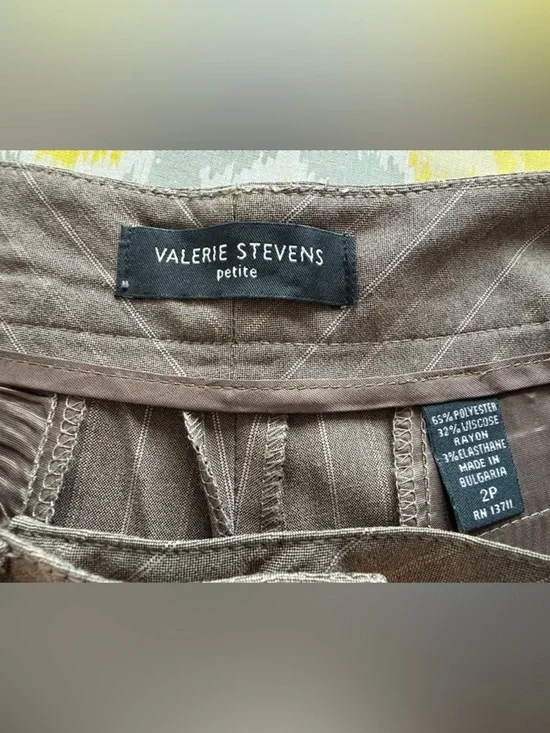 VALERIE STEVENS
petite
65% POLYESTER
32% VISCOSE
RAYON
3% ELASTHANE
MADE IN
BULGARIA
2P
RN 13711